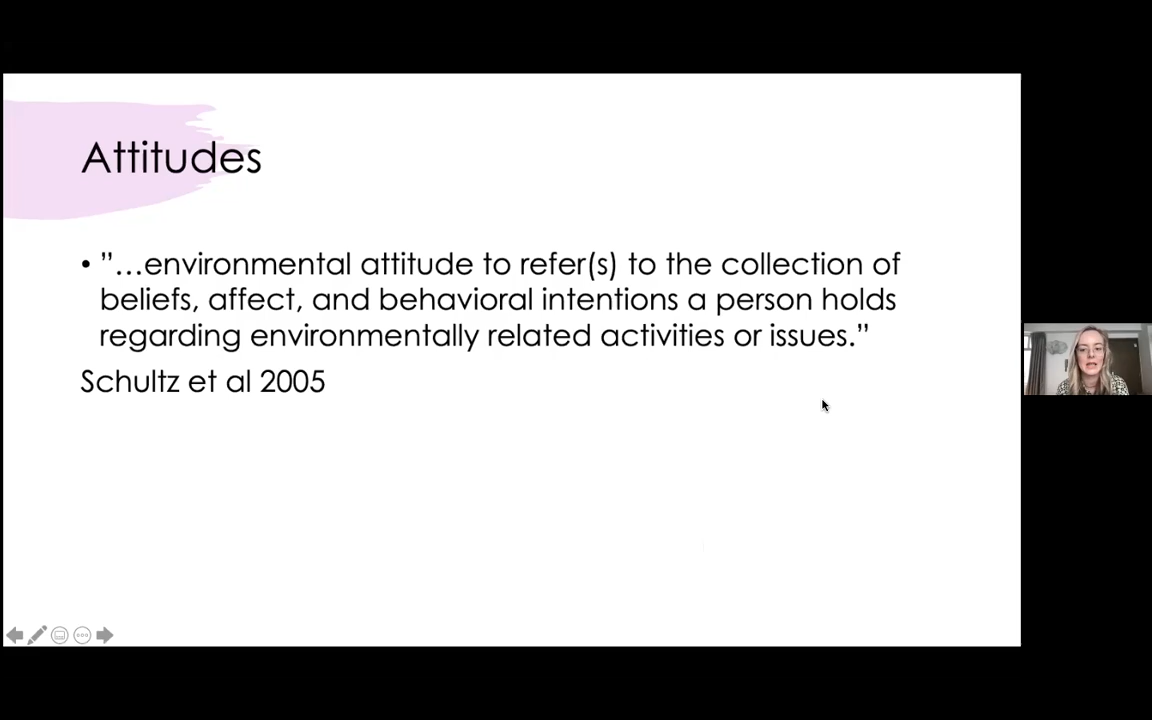 Attitudes
• ”…environmental attitude to refer(s) to the collection of
beliefs, affect, and behavioral intentions a person holds
regarding environmentally related activities or issues.”
Schultz et al 2005